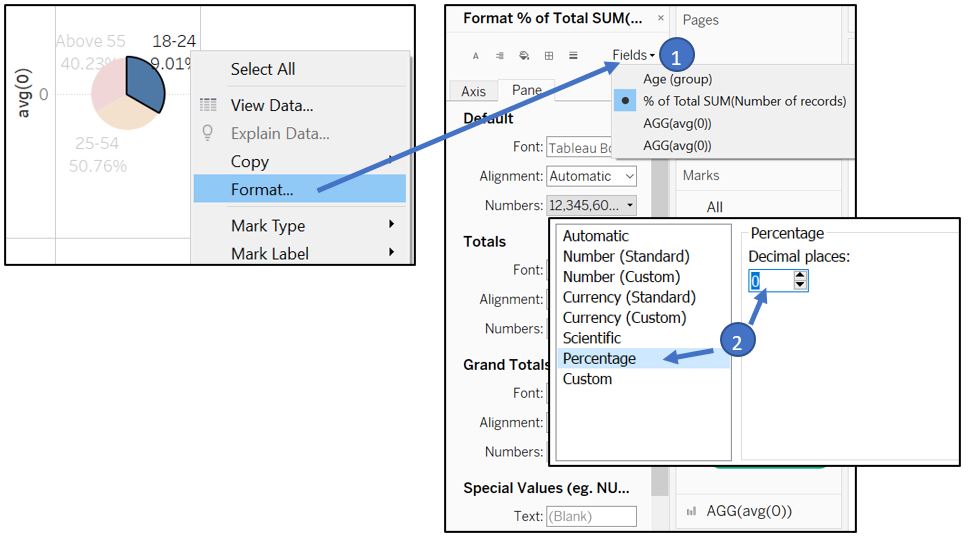 Above 55
18-24
40.23%
9.01%
avg(0)
0
25-54
50.76%
Select All
View Data...
Explain Data...
Copy
Format...
Mark Type
Mark Label
Format % of Total SUM(...
×
Pages
A
Fields
1
Age (group)
% of Total SUM(Number of records)
AGG(avg(0))
AGG(avg(0))
Axis
Pane
Default
Font:
Tableau Bo
Alignment:
Automatic
Numbers:
12,345,60...
Marks
All
Totals
Font:
Alignment:
Numbers:
Grand Totals
Font:
Alignment:
Numbers:
Special Values (eg. NU...
Text:
(Blank)
AGG(avg(0))
Automatic
Number (Standard)
Number (Custom)
Currency (Standard)
Currency (Custom)
Scientific
Percentage
Custom
Percentage
Decimal places:
0
2